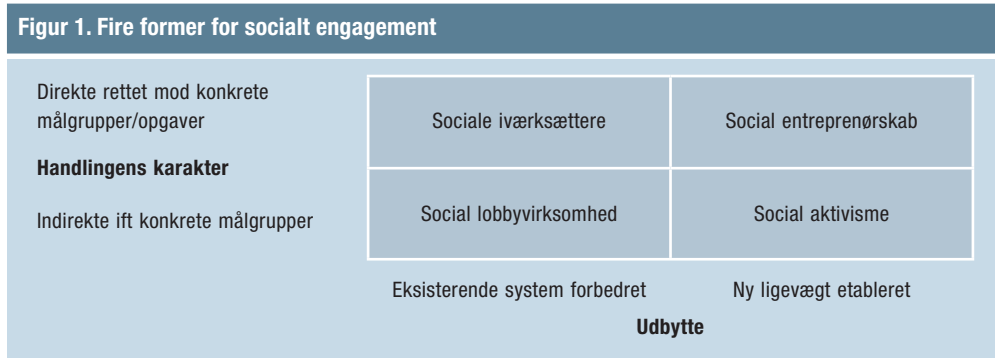 Figur 1. Fire former for socialt engagement
Direkte rettet mod konkrete
målgrupper/opgaver
Handlingens karakter
Indirekte ift konkrete målgrupper
Sociale iværksættere
Social entreprenørskab
Social lobbyvirksomhed
Social aktivisme
Eksisterende system forbedret
Ny ligevægt etableret
Udbytte